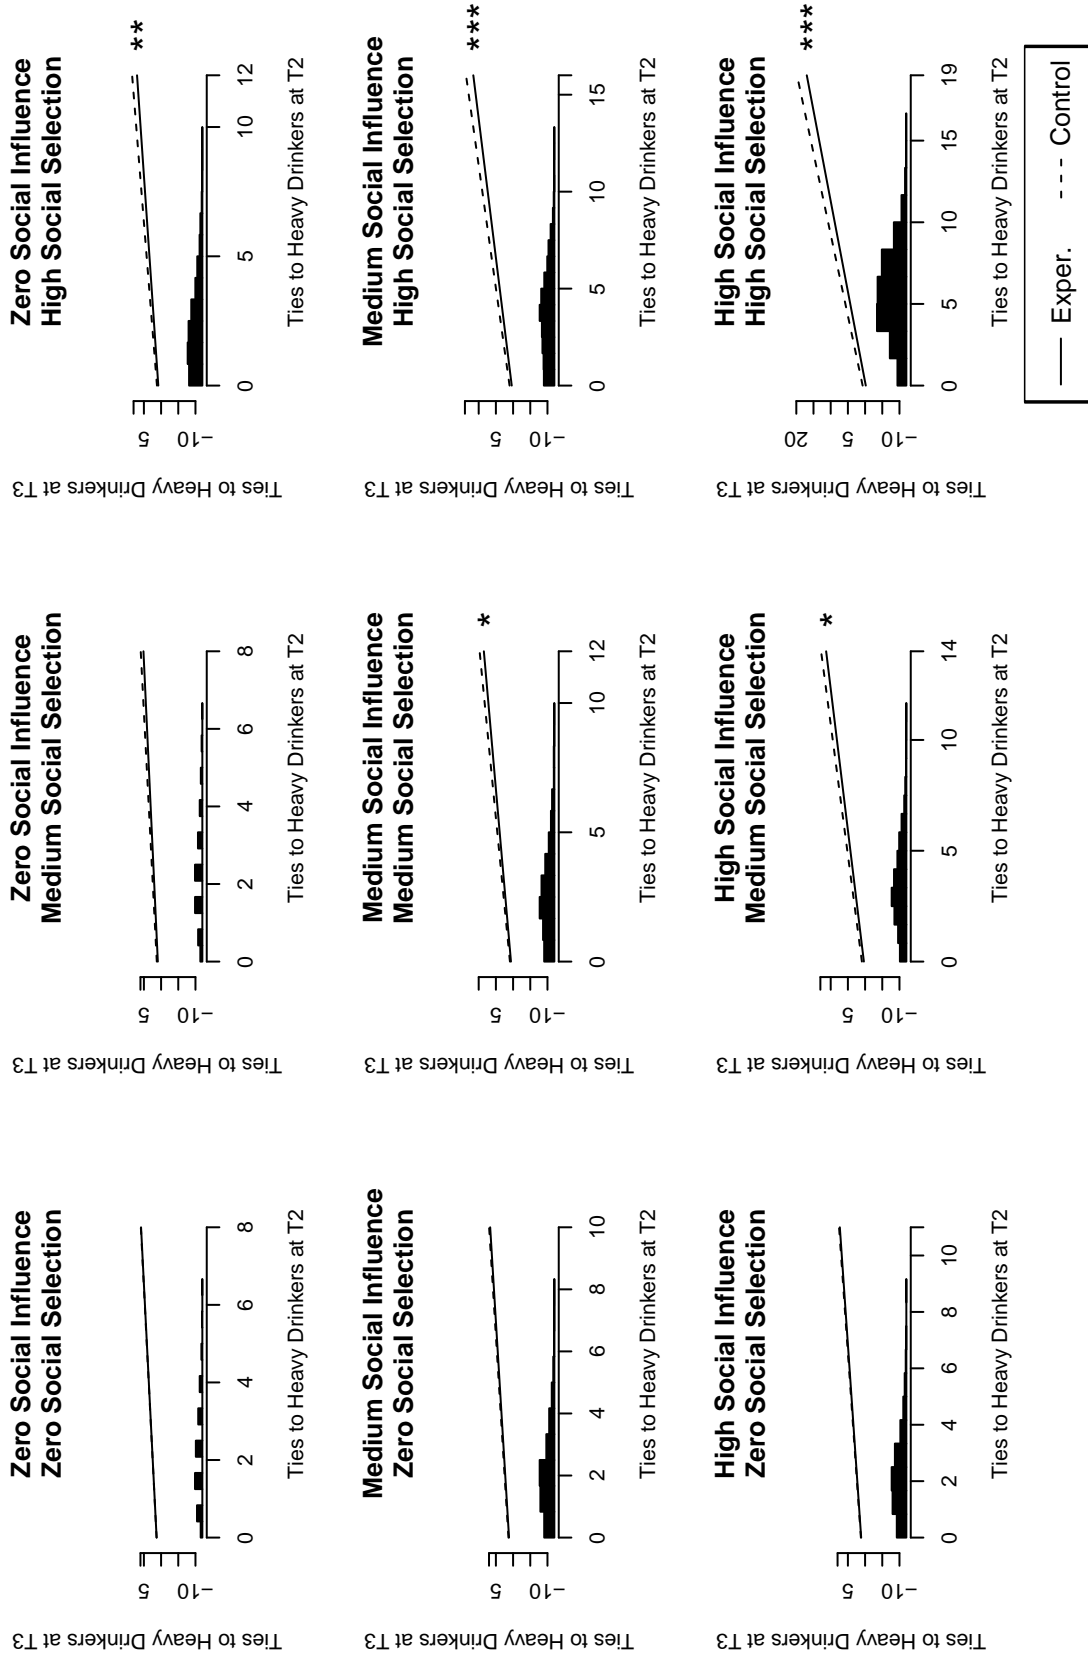 Zero Social Influence
Zero Social Selection
Ties to Heavy Drinkers at T3
5
−10
0 2 4 6 8
Ties to Heavy Drinkers at T2
Zero Social Influence
Medium Social Selection
Ties to Heavy Drinkers at T3
5
−10
0 2 4 6 8
Ties to Heavy Drinkers at T2
Zero Social Influence
High Social Selection
**
Ties to Heavy Drinkers at T3
5
−10
0 5 10 12
Ties to Heavy Drinkers at T2
Medium Social Influence
Zero Social Selection
Ties to Heavy Drinkers at T3
5
−10
0 2 4 6 8 10
Ties to Heavy Drinkers at T2
Medium Social Influence
Medium Social Selection
*
Ties to Heavy Drinkers at T3
5
−10
0 5 10 12
Ties to Heavy Drinkers at T2
Medium Social Influence
High Social Selection
***
Ties to Heavy Drinkers at T3
5
−10
0 5 10 15
Ties to Heavy Drinkers at T2
High Social Influence
Zero Social Selection
Ties to Heavy Drinkers at T3
5
−10
0 2 4 6 8 10
Ties to Heavy Drinkers at T2
High Social Influence
Medium Social Selection
*
Ties to Heavy Drinkers at T3
5
−10
0 5 10 14
Ties to Heavy Drinkers at T2
High Social Influence
High Social Selection
***
Ties to Heavy Drinkers at T3
20
5
−10
0 5 10 15 19
Ties to Heavy Drinkers at T2
Exper. Control